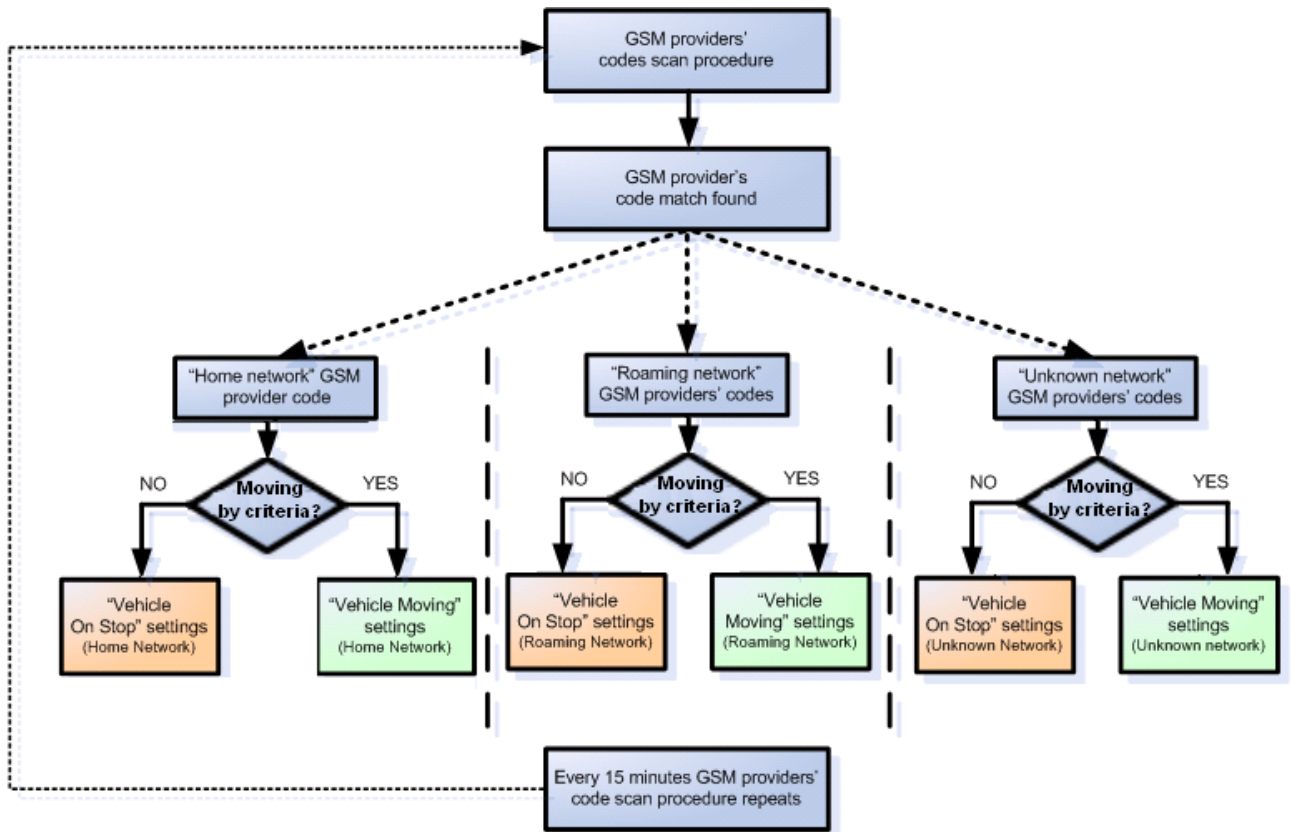 GSM providers'
codes scan procedure
GSM provider's
code match found
"Home network" GSM
provider code
"Roaming network"
GSM providers' codes
"Unknown network"
GSM providers' codes
NO
Moving
by criteria?
YES
NO
Moving
by criteria?
YES
NO
Moving
by criteria?
YES
"Vehicle
On Stop" settings
(Home Network)
"Vehicle Moving"
settings
(Home Network)
"Vehicle
On Stop" settings
(Roaming Network)
"Vehicle
Moving" settings
(Roaming Network)
"Vehicle
On Stop" settings
(Unknown Network)
"Vehicle Moving"
settings
(Unknown network)
Every 15 minutes GSM providers'
code scan procedure repeats